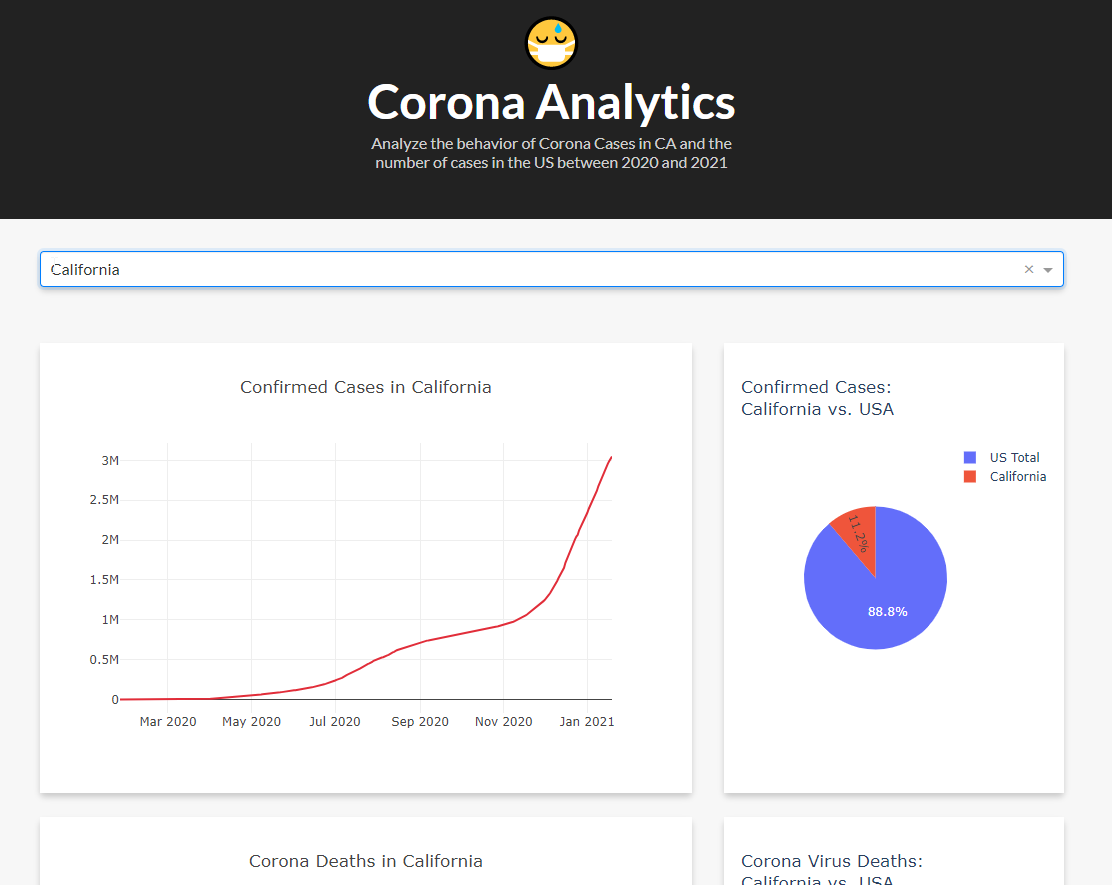 Corona Analytics
Analyze the behavior of Corona Cases in CA and the
number of cases in the US between 2020 and 2021
California
Confirmed Cases in California
3M
2.5M
2M
1.5M
1M
0.5M
0
Mar 2020
May 2020
Jul 2020
Sep 2020
Nov 2020
Jan 2021
Confirmed Cases:
California vs. USA
US Total
California
11.2%
88.8%
Corona Deaths in California
Corona Virus Deaths:
California vs. USA